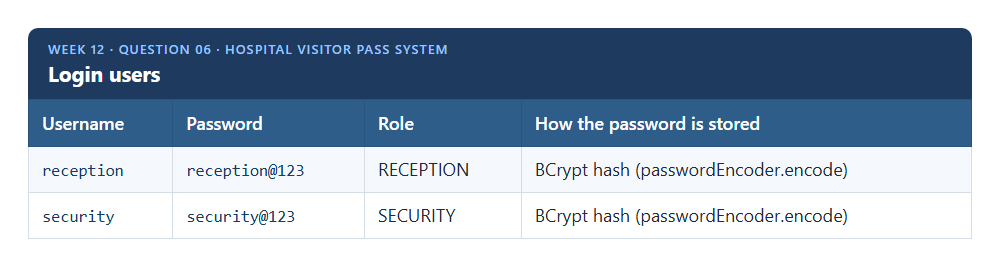 WEEK 12 · QUESTION 06 · HOSPITAL VISITOR PASS SYSTEM
Login users
Username Password Role How the password is stored
reception reception@123 RECEPTION BCrypt hash (passwordEncoder.encode)
security security@123 SECURITY BCrypt hash (passwordEncoder.encode)